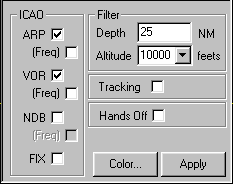 ICAO
ARP
(Freq)
VOR
(Freq)
NDB
(Freq)
FIX
Filter
Depth 25 NM
Altitude 10000 feets
Tracking
Hands Off
Color... Apply